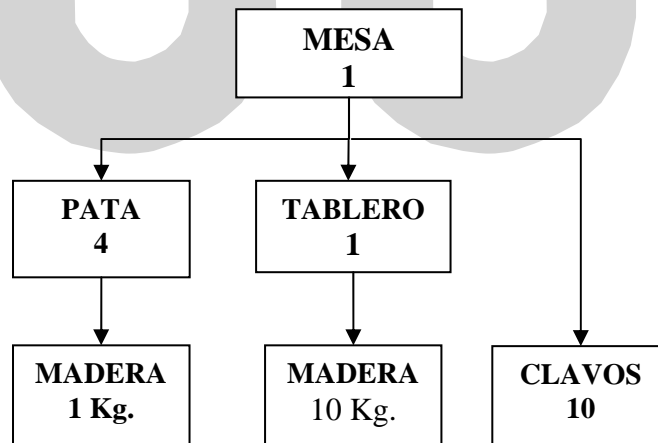 MESA
1
PATA
4
TABLERO
1
MADERA
1 Kg.
MADERA
10 Kg.
CLAVOS
10